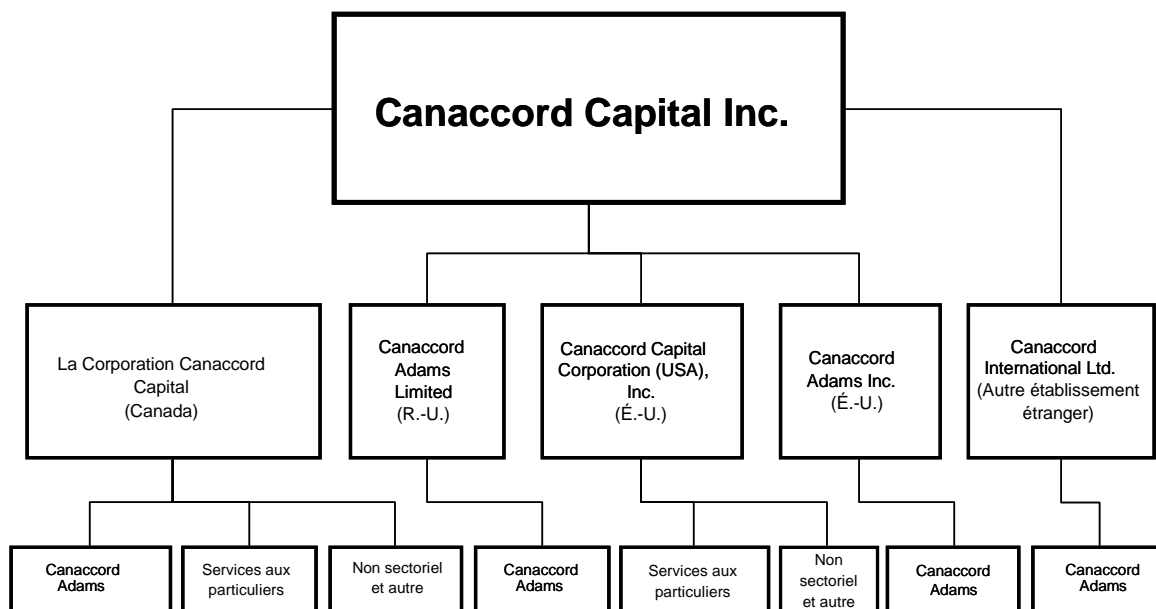 Canaccord Capital Inc.
La Corporation Canaccord
Capital
(Canada)
Canaccord
Adams
Limited
(R.-U.)
Canaccord Capital
Corporation (USA),
Inc.
(É.-U.)
Canaccord
Adams Inc.
(É.-U.)
Canaccord
International Ltd.
(Autre établissement
étranger)
Canaccord
Adams
Services aux
particuliers
Non sectoriel
et autre
Canaccord
Adams
Services aux
particuliers
Non
sectoriel
et autre
Canaccord
Adams
Canaccord
Adams